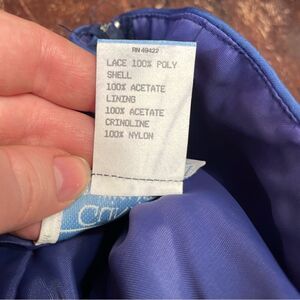 RN 49422
LACE 100% POLY
SHELL
100% ACETATE
LINING
100% ACETATE
CRINOLINE
100% NYLON